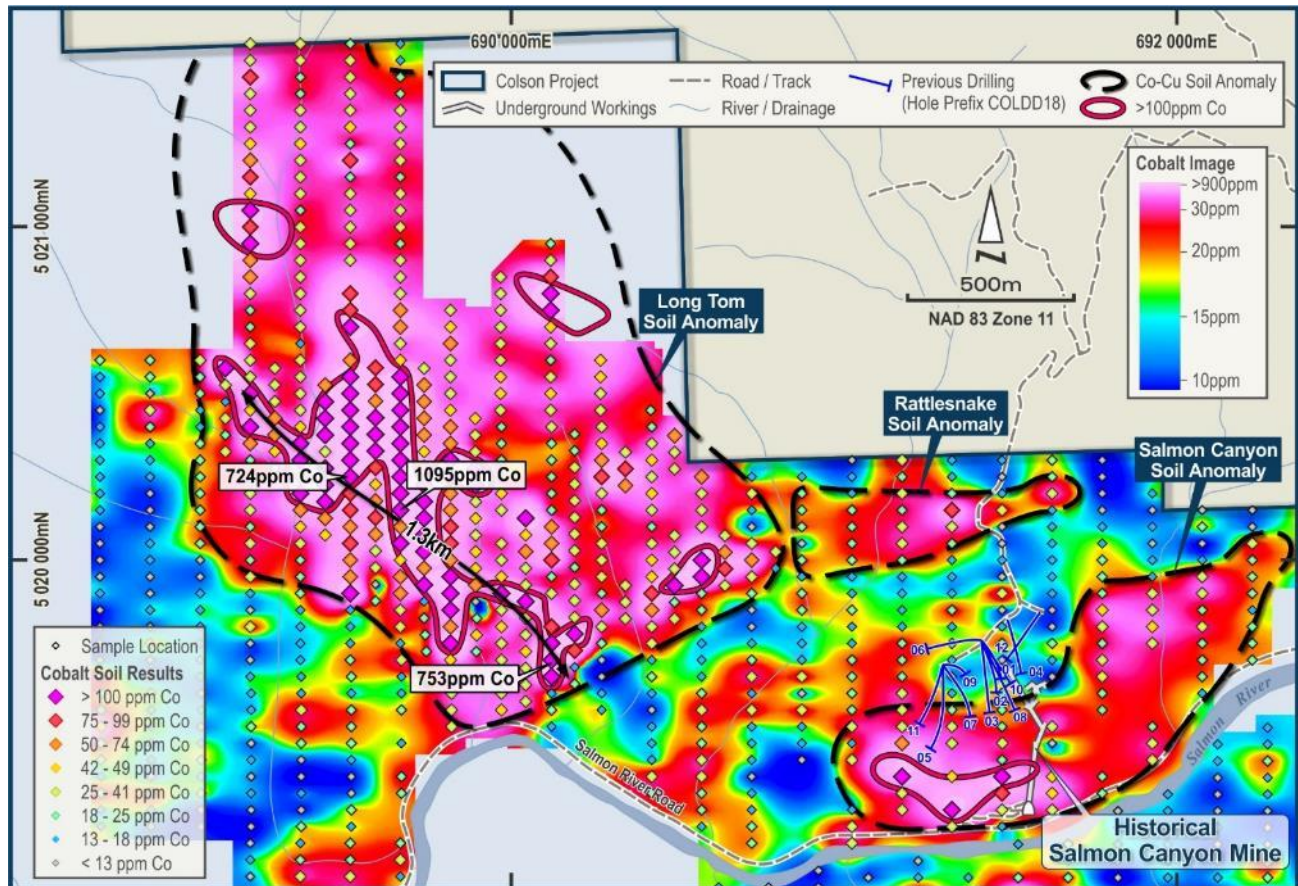 690 000mE
692 000mE
Colson Project
Underground Workings
Road / Track
River / Drainage
Previous Drilling
(Hole Prefix COLDD18)
Co-Cu Soil Anomaly
>100ppm Co
Cobalt Image
>900ppm
30ppm
20ppm
15ppm
10ppm
5 021 000mN
N
500m
NAD 83 Zone 11
Long Tom
Soil Anomaly
Rattlesnake
Soil Anomaly
Salmon Canyon
Soil Anomaly
724ppm Co
1095ppm Co
1.3km
5 020 000mN
753ppm Co
Sample Location
Cobalt Soil Results
> 100 ppm Co
75 - 99 ppm Co
50 - 74 ppm Co
42 - 49 ppm Co
25 - 41 ppm Co
18 - 25 ppm Co
13 - 18 ppm Co
< 13 ppm Co
06
12
01
04
09
10
02
11
07
03
08
05
Salmon River Road
Salmon River
Historical
Salmon Canyon Mine